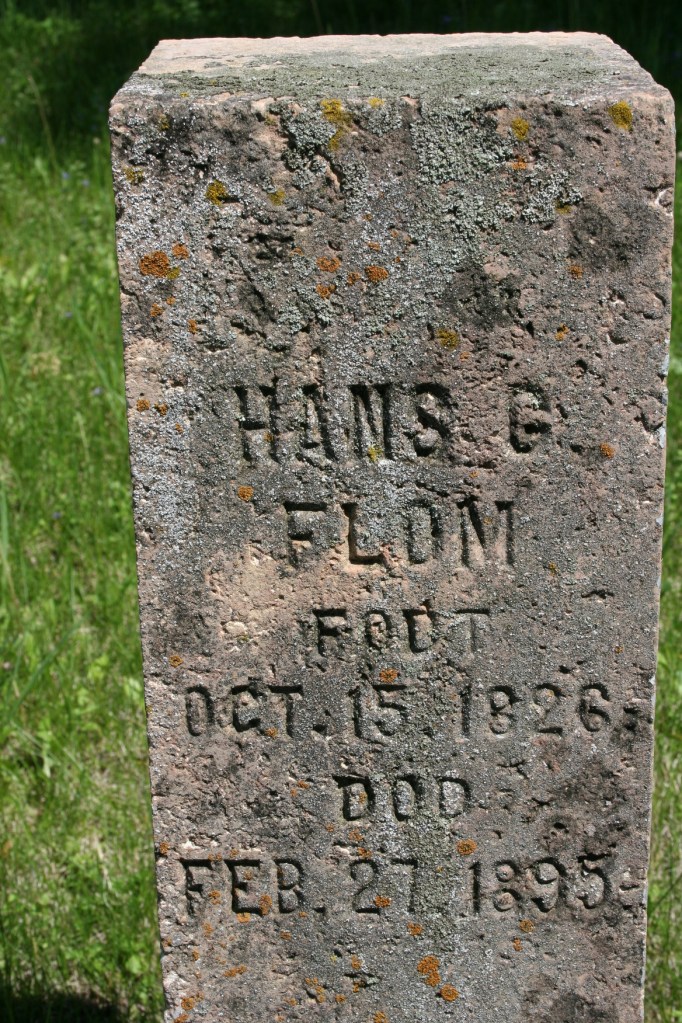 HANS. G
FLOM
FODT
OCT. 15. 1826.
DOD
FEB. 27. 1895.